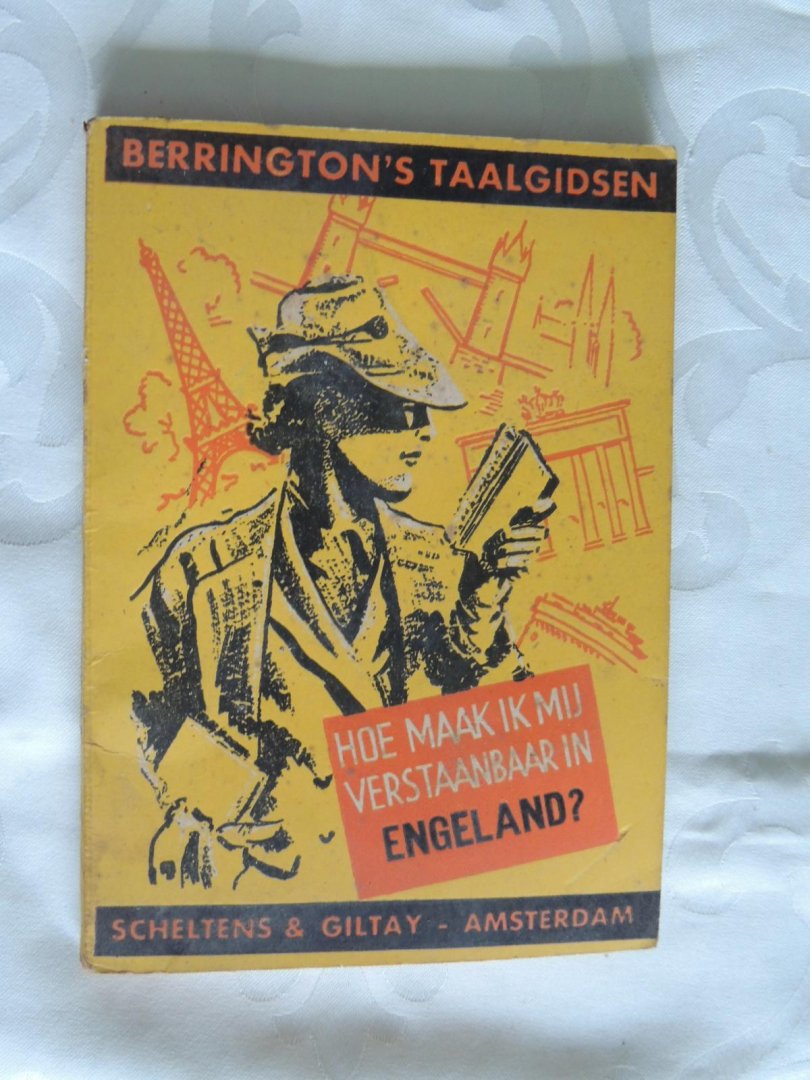 BERRINGTON'S TAALGIDSEN
HOE MAAK IK MIJ
VERSTAANBAAR IN
ENGELAND?
SCHELTENS & GILTAY - AMSTERDAM